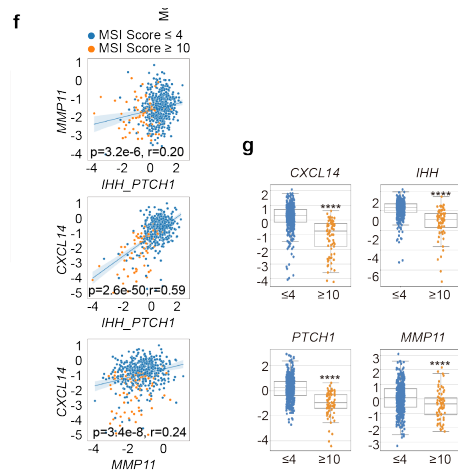 f
MSI Score ≤ 4
MSI Score ≥ 10
MMP11
1
0
-1
-2
-3
-4
p=3.2e-6, r=0.20
-4 -2 0 2
IHH_PTCH1
CXCL14
1
0
-1
-2
-3
-4
-5
p=2.6e-50;r=0.59
-4 -2 0 2
IHH_PTCH1
CXCL14
1
0
-1
-2
-3
-4
-5
p=3.4e-8, r=0.24
-2 0
MMP11
g
CXCL14
2
1
0
-1
-2
-3
-4
****
≤4 ≥10
IHH
2
0
-2
-4
-6
****
≤4 ≥10
PTCH1
2
0
-2
-4
****
≤4 ≥10
MMP11
3
2
1
0
-1
-2
-3
****
≤4 ≥10